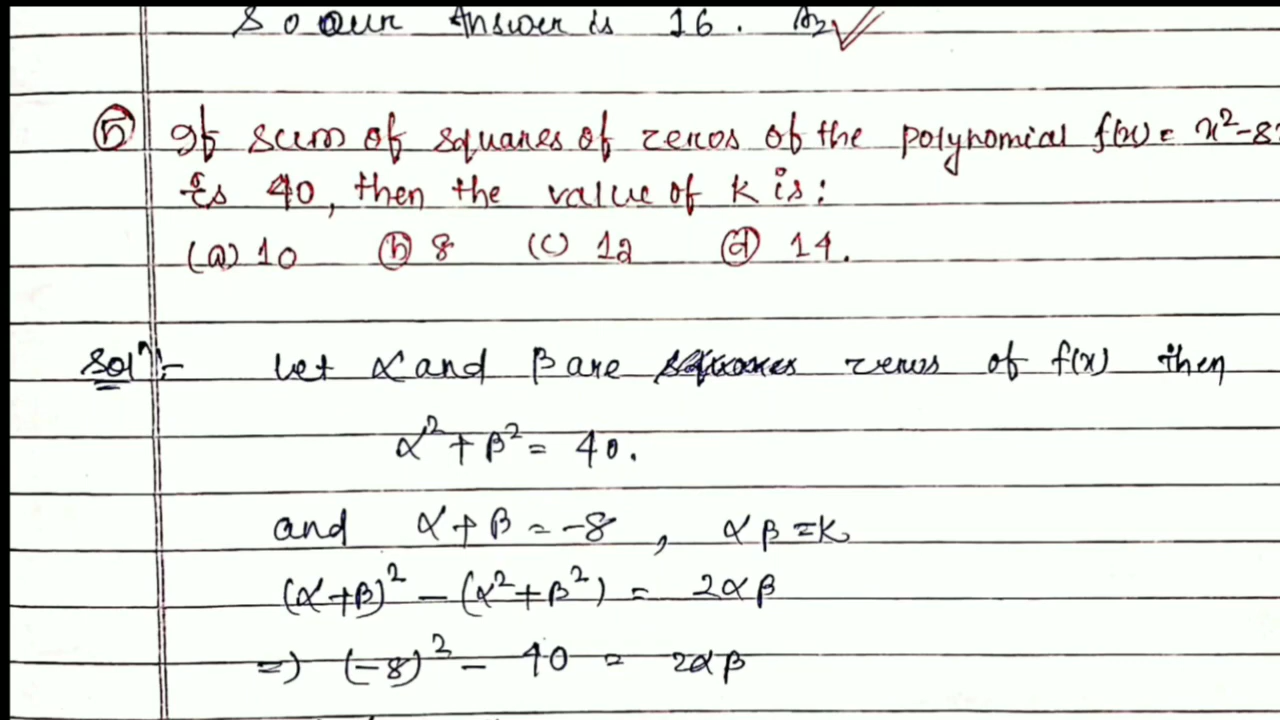 So our Answer is 16. Ans
⑤ If sum of squares of zeros of the polynomial f(x) = x² - 8
is 40, then the value of k is:
(a) 10 (b) 8 (c) 12 (d) 14.
Solⁿ:- Let α and β are zeros of f(x) then
α² + β² = 40.
and α + β = -8, αβ = k
(α + β)² - (α² + β²) = 2αβ
=) (-8)² - 40 = 2αβ